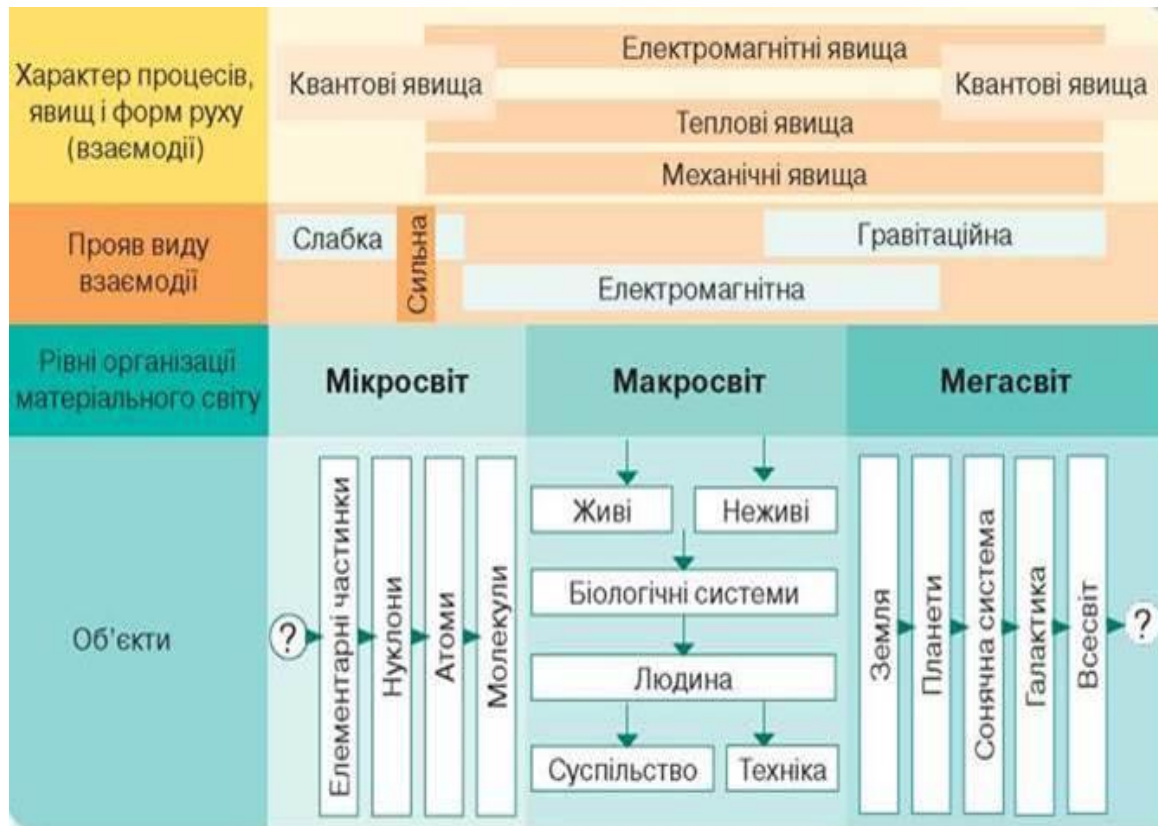 Характер процесів,
явищ і форм руху
(взаємодії)
Квантові явища
Електромагнітні явища
Квантові явища
Теплові явища
Механічні явища
Прояв виду
взаємодії
Слабка
Сильна
Гравітаційна
Електромагнітна
Рівні організації
матеріального світу
Мікросвіт
Макросвіт
Мегасвіт
Об'єкти
?
Елементарні частинки
Нуклони
Атоми
Молекули
Живі
Неживі
Біологічні системи
Людина
Суспільство
Техніка
Земля
Планети
Сонячна система
Галактика
Всесвіт
?